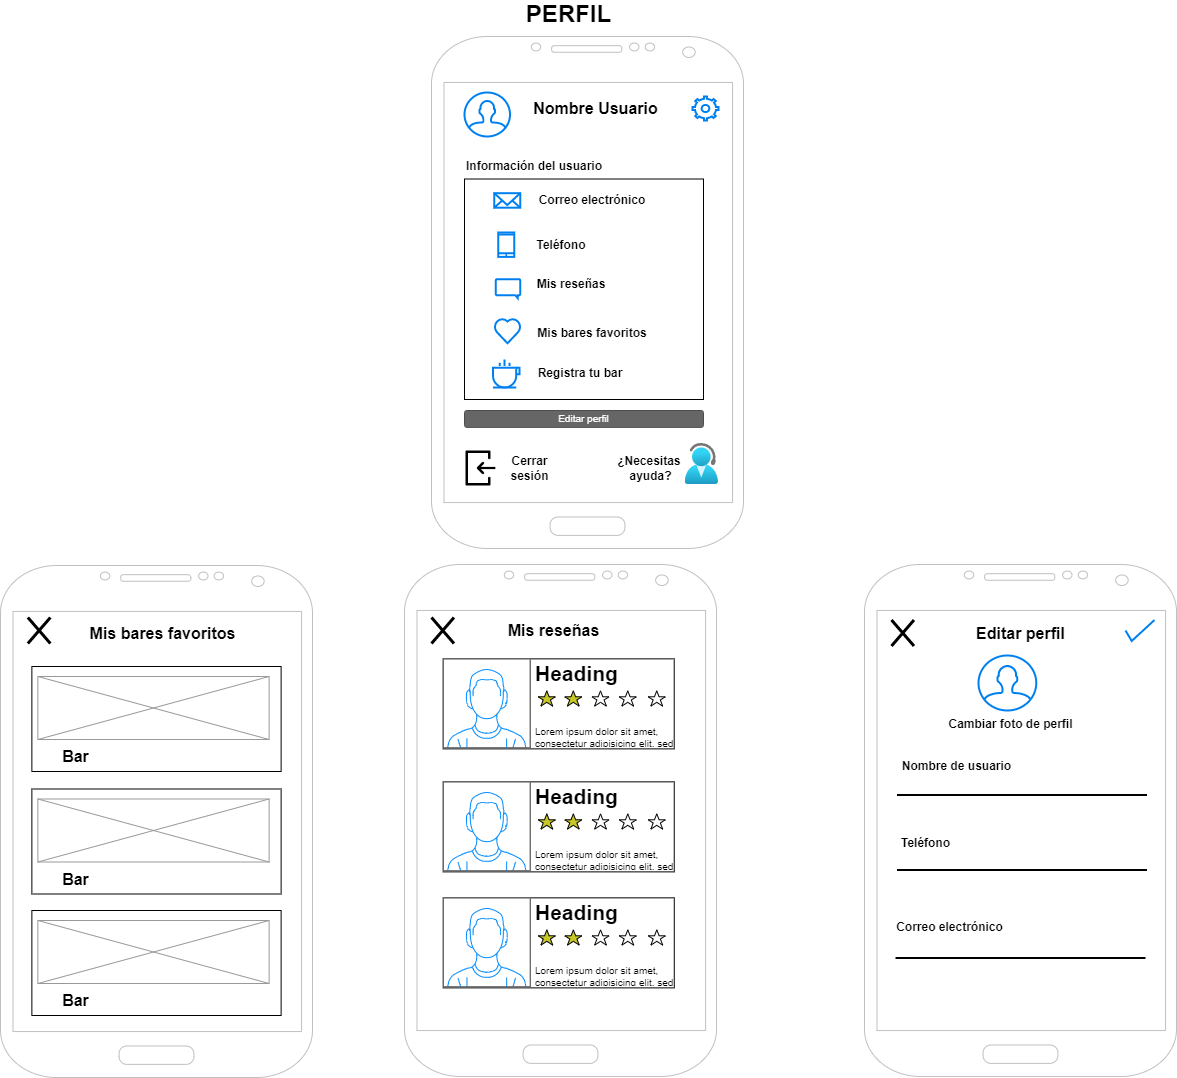 PERFIL
Nombre Usuario
Información del usuario
Correo electrónico
Teléfono
Mis reseñas
Mis bares favoritos
Registra tu bar
Editar perfil
Cerrar
sesión
¿Necesitas
ayuda?
Mis bares favoritos
Bar
Bar
Bar
Mis reseñas
Heading
Lorem ipsum dolor sit amet,
consectetur adipisicing elit, sed
Heading
Lorem ipsum dolor sit amet,
consectetur adipisicing elit, sed
Heading
Lorem ipsum dolor sit amet,
consectetur adipisicing elit, sed
Editar perfil
Cambiar foto de perfil
Nombre de usuario
Teléfono
Correo electrónico